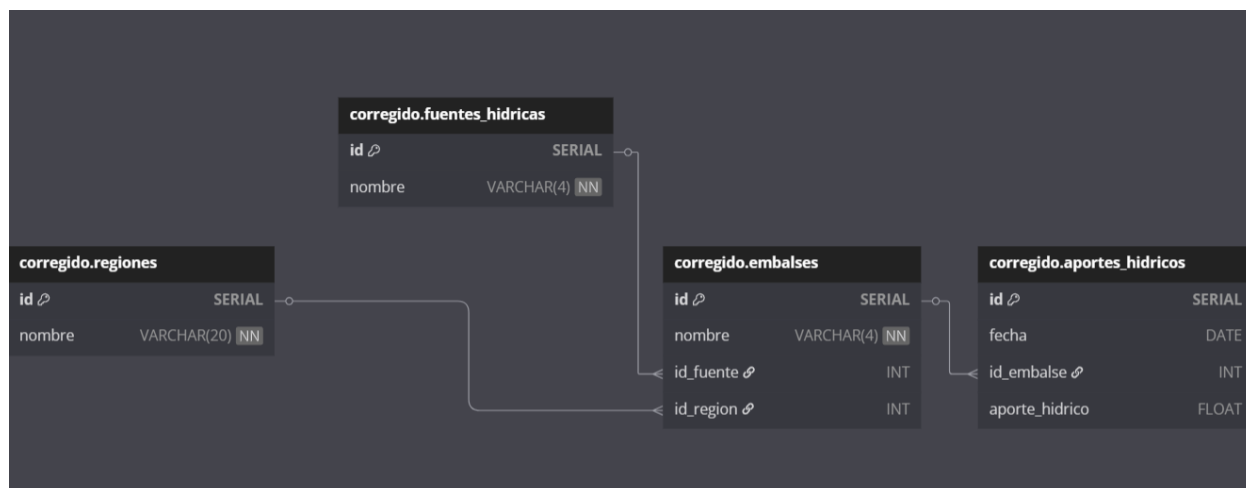 corregido.fuentes_hidricas
id SERIAL
nombre VARCHAR(4) NN
corregido.regiones
id SERIAL
nombre VARCHAR(20) NN
corregido.embalses
id SERIAL
nombre VARCHAR(4) NN
id_fuente INT
id_region INT
corregido.aportes_hidricos
id SERIAL
fecha DATE
id_embalse INT
aporte_hidrico FLOAT